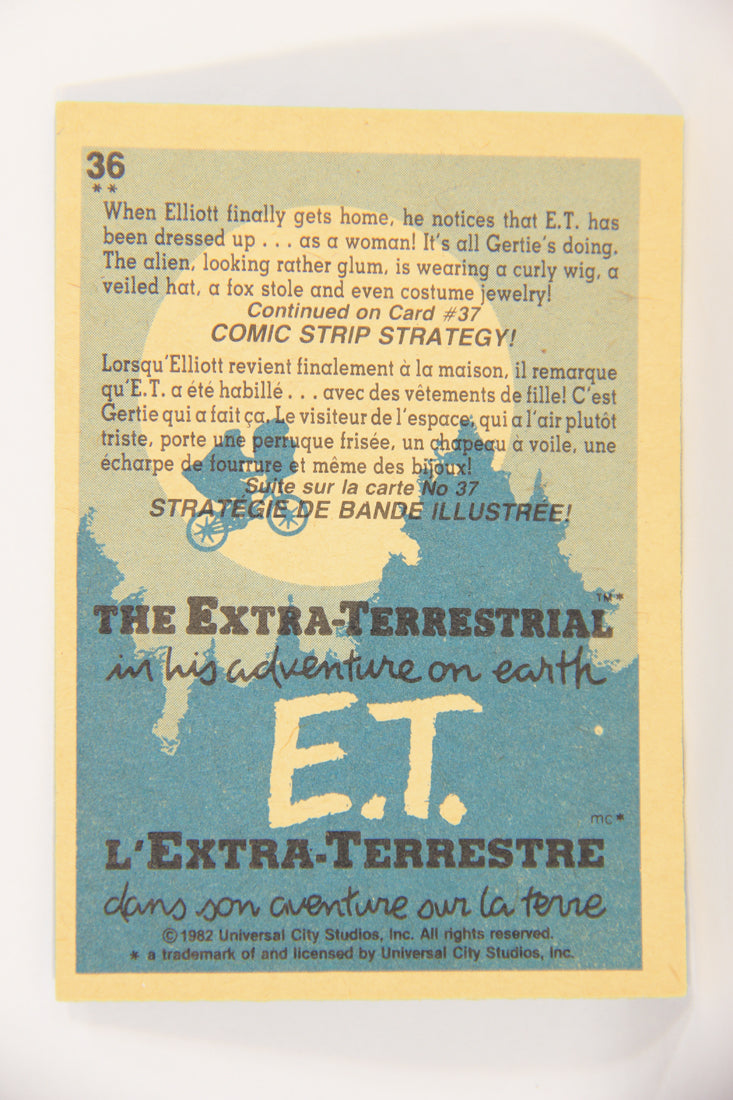 36
**
When Elliott finally gets home, he notices that E.T. has
been dressed up . . . as a woman! It's all Gertie's doing.
The alien, looking rather glum, is wearing a curly wig, a
veiled hat, a fox stole and even costume jewelry!
Continued on Card #37
COMIC STRIP STRATEGY!
Lorsqu'Elliott revient finalement à la maison, il remarque
qu'E.T. a été habillé . . . avec des vêtements de fille! C'est
Gertie qui a fait ça. Le visiteur de l'espace, qui a l'air plutôt
triste, porte une perruque frisée, un chapeau à voile, une
écharpe de fourrure et même des bijoux!
Suite sur la carte No 37
STRATÉGIE DE BANDE ILLUSTRÉE!
THE EXTRA-TERRESTRIAL™*
in his adventure on earth
E.T.
mc*
L'EXTRA-TERRESTRE
dans son aventure sur la terre
©1982 Universal City Studios, Inc. All rights reserved.
* a trademark of and licensed by Universal City Studios, Inc.